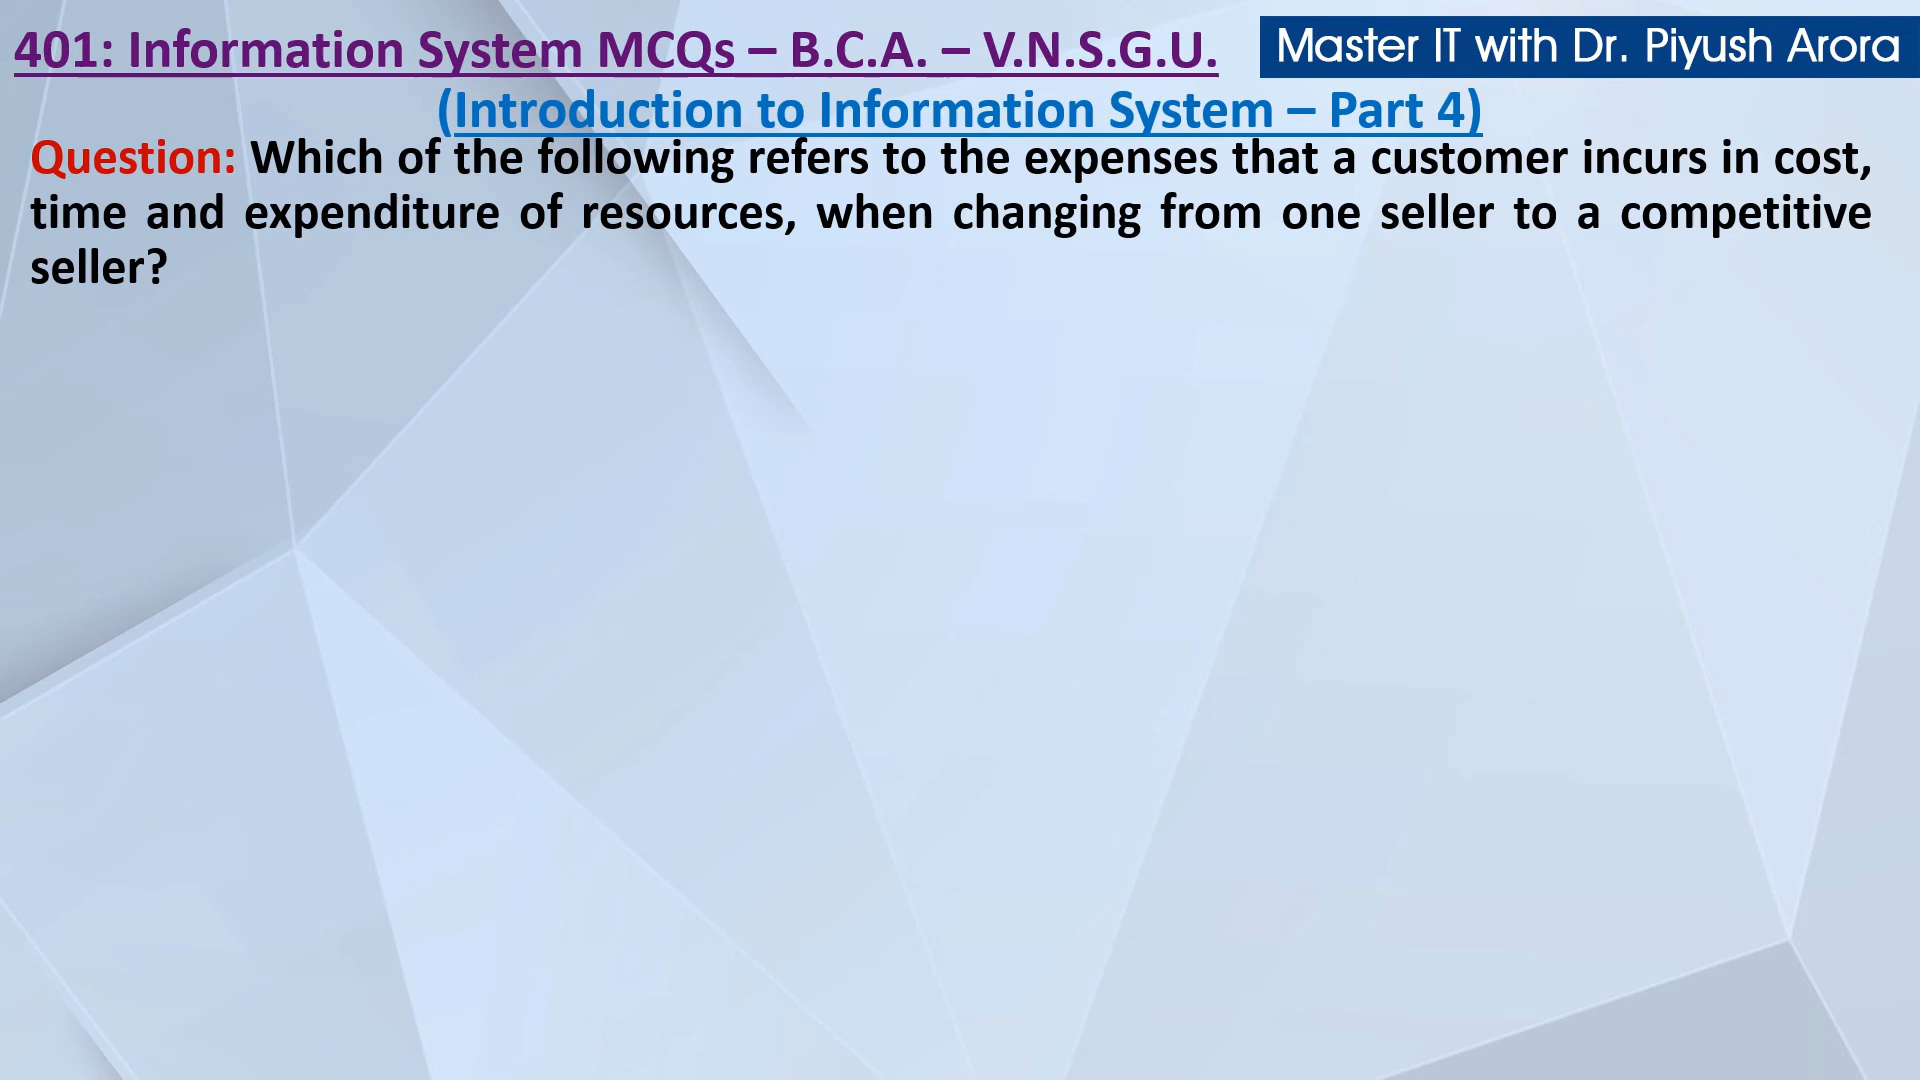 401: Information System MCQs – B.C.A. – V.N.S.G.U.
Master IT with Dr. Piyush Arora
(Introduction to Information System – Part 4)
Question: Which of the following refers to the expenses that a customer incurs in cost,
time and expenditure of resources, when changing from one seller to a competitive
seller?